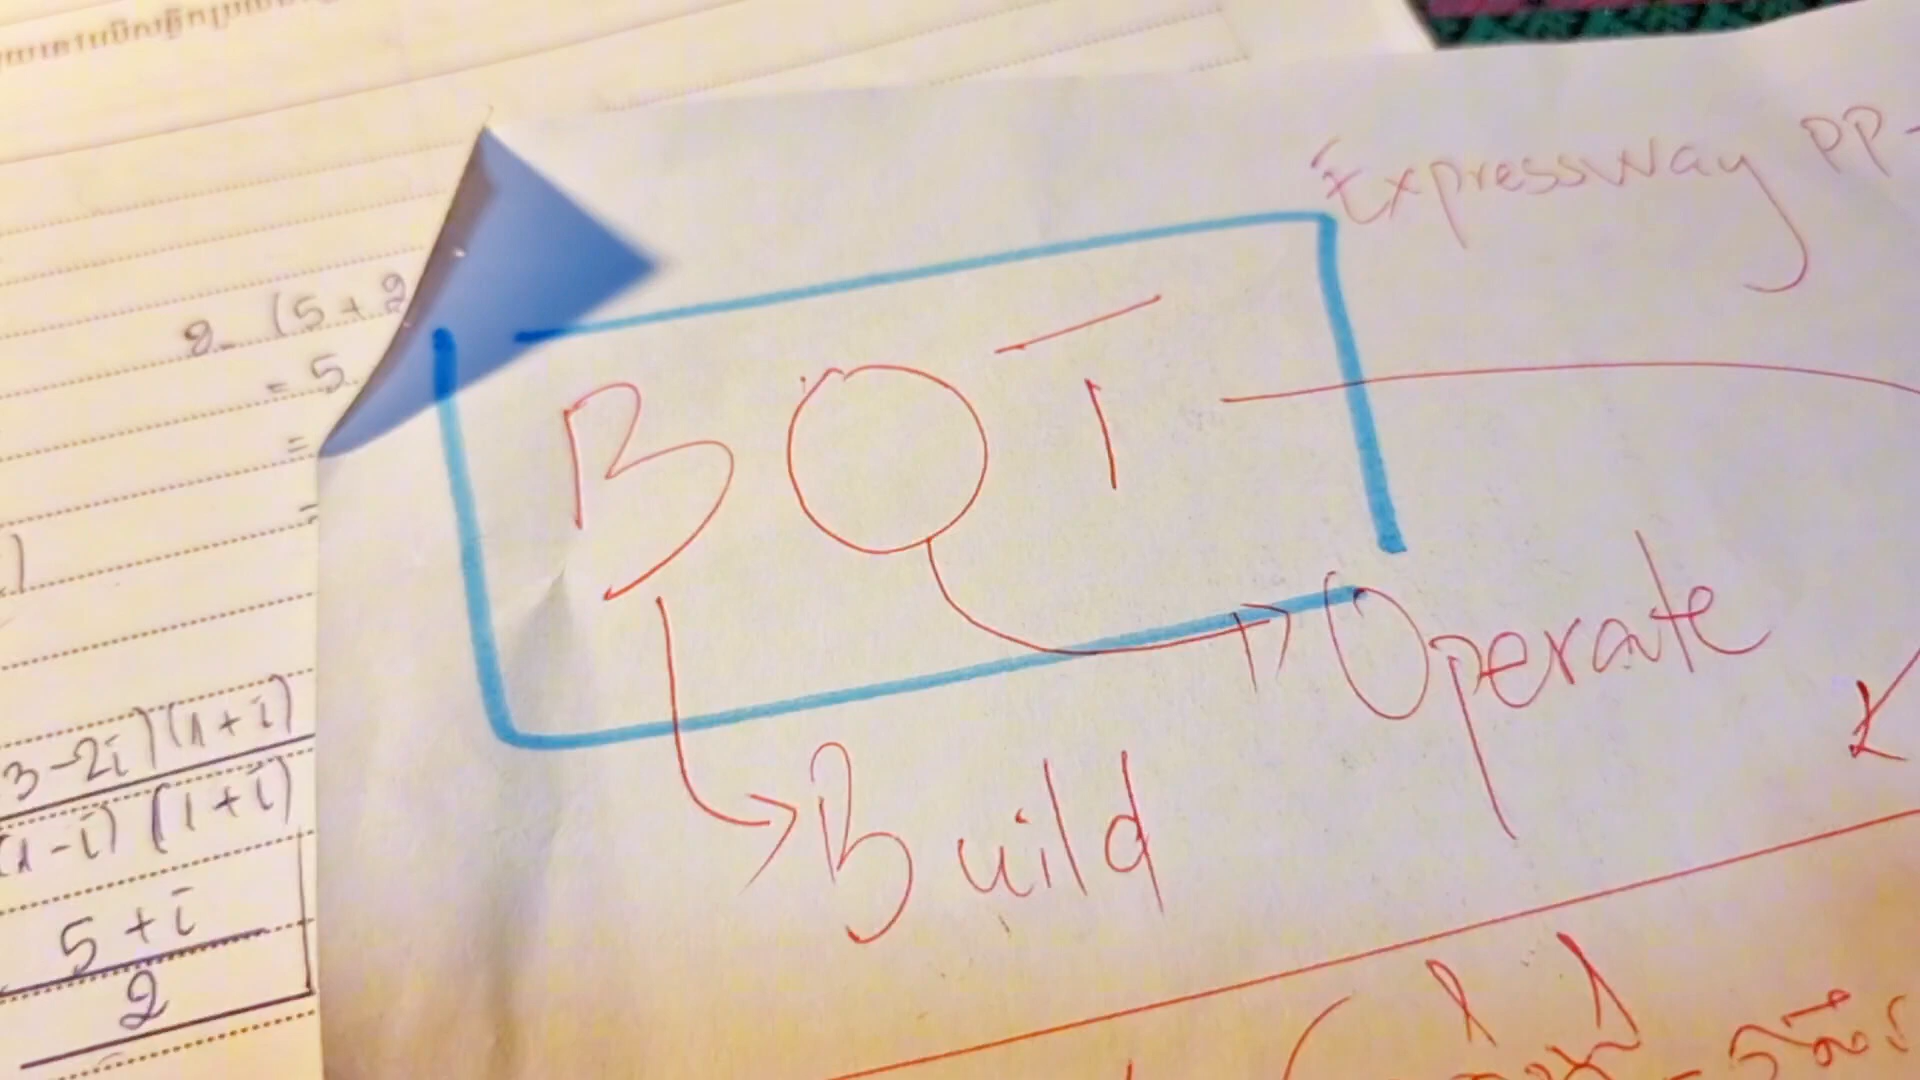 Expressway PP-
BOT
Operate
Build
2-(5+2
= 5
=
=
(3-2i)(1+i)
(1-i)(1+i)
5+i
2